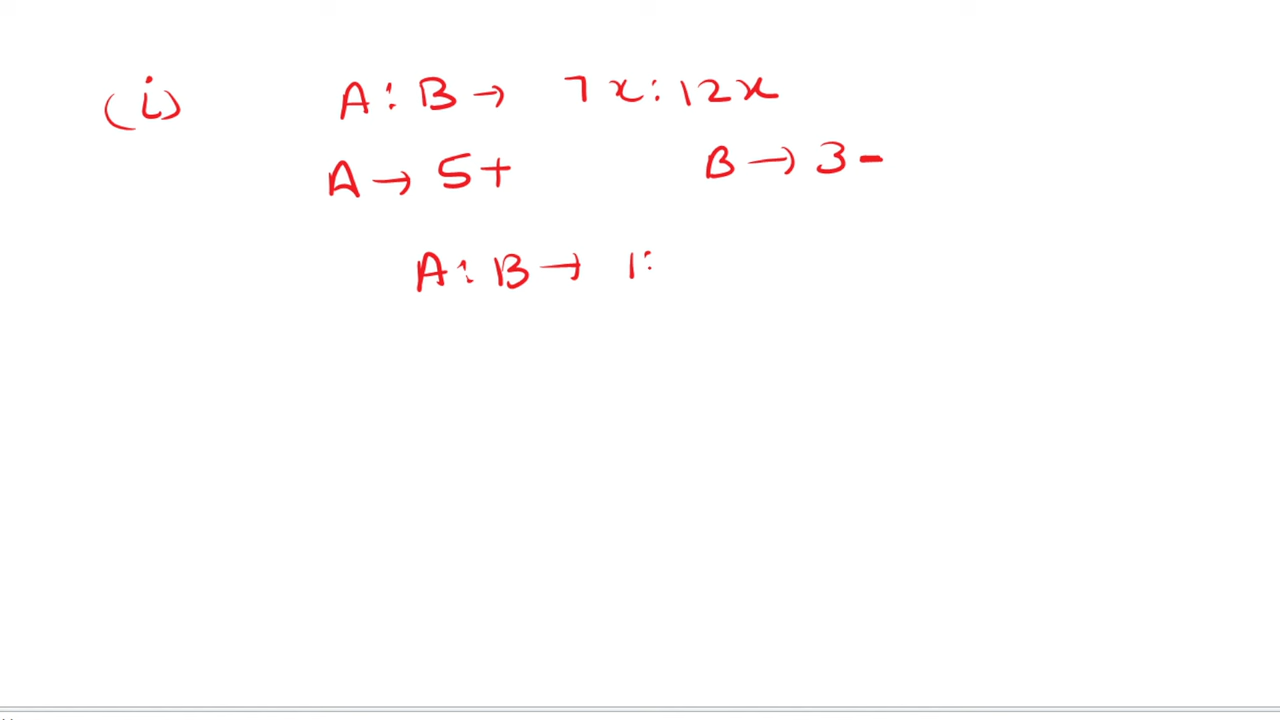 (i) A : B → 7x : 12x
A → 5+ B → 3-
A : B → 1: